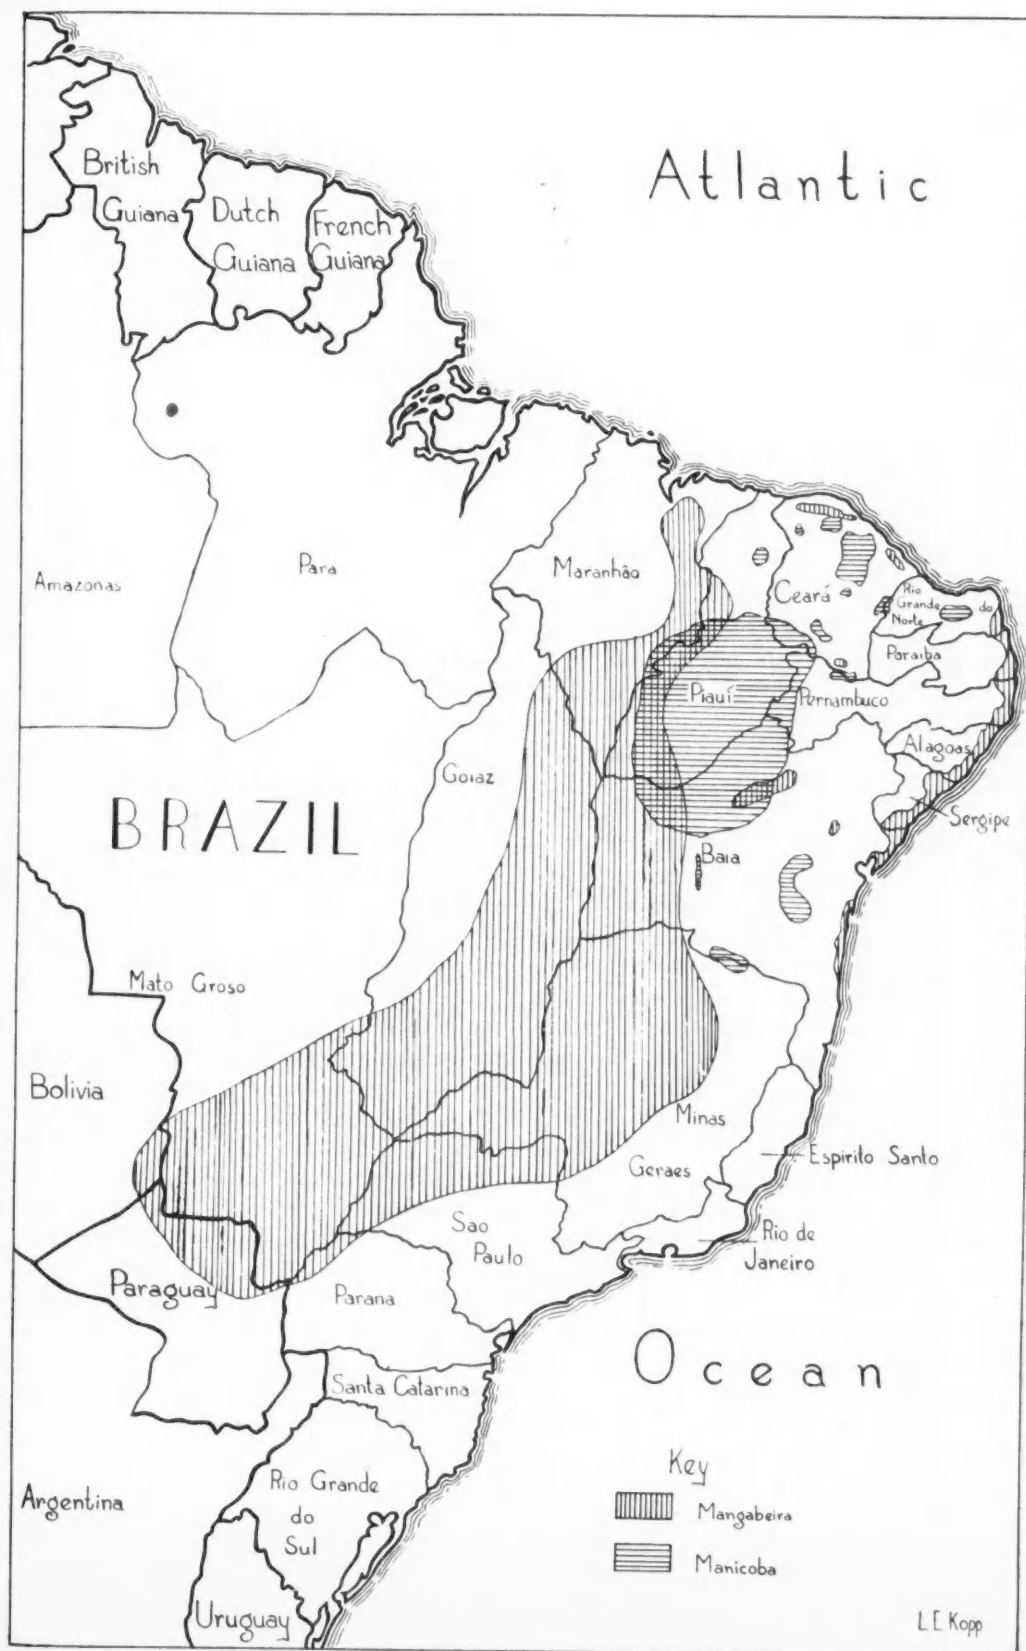 Atlantic
British
Guiana
Dutch
Guiana
French
Guiana
Amazonas
Para
Maranhão
Ceará
Rio
Grande do
Norte
Paraiba
Piauí
Pernambuco
Alagoas
Sergipe
Goiaz
BRAZIL
Baia
Mato Groso
Bolivia
Minas
Geraes
Espirito Santo
Rio de
Janeiro
Sao
Paulo
Paraguay
Parana
Santa Catarina
Ocean
Argentina
Rio Grande
do
Sul
Uruguay
Key
Mangabeira
Manicoba
L E Kopp